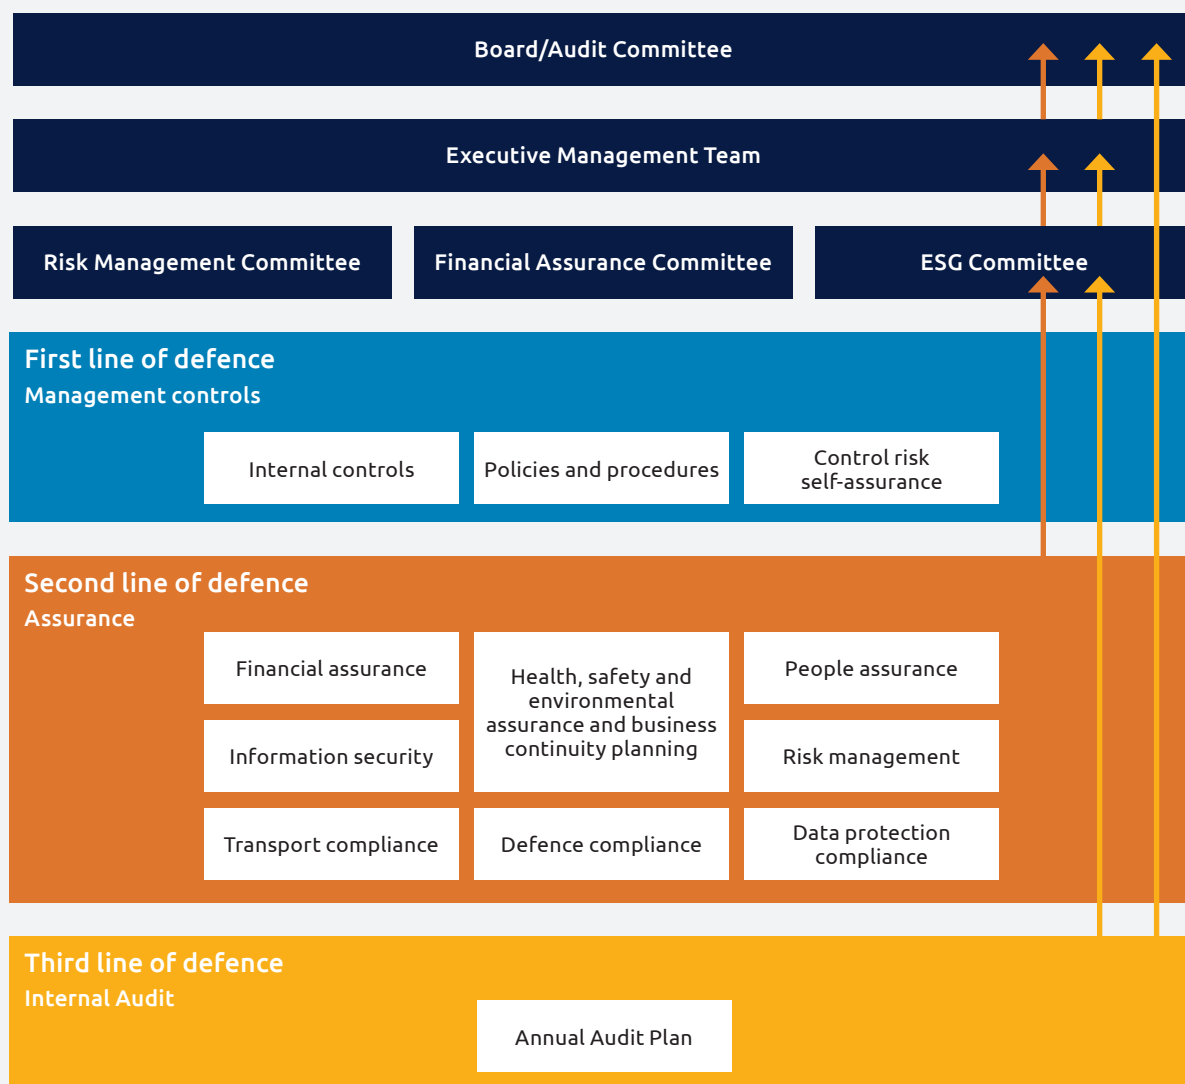 Board/Audit Committee
Executive Management Team
Risk Management Committee
Financial Assurance Committee
ESG Committee
First line of defence
Management controls
Internal controls
Policies and procedures
Control risk
self-assurance
Second line of defence
Assurance
Financial assurance
Health, safety and
environmental
assurance and business
continuity planning
People assurance
Information security
Risk management
Transport compliance
Defence compliance
Data protection
compliance
Third line of defence
Internal Audit
Annual Audit Plan